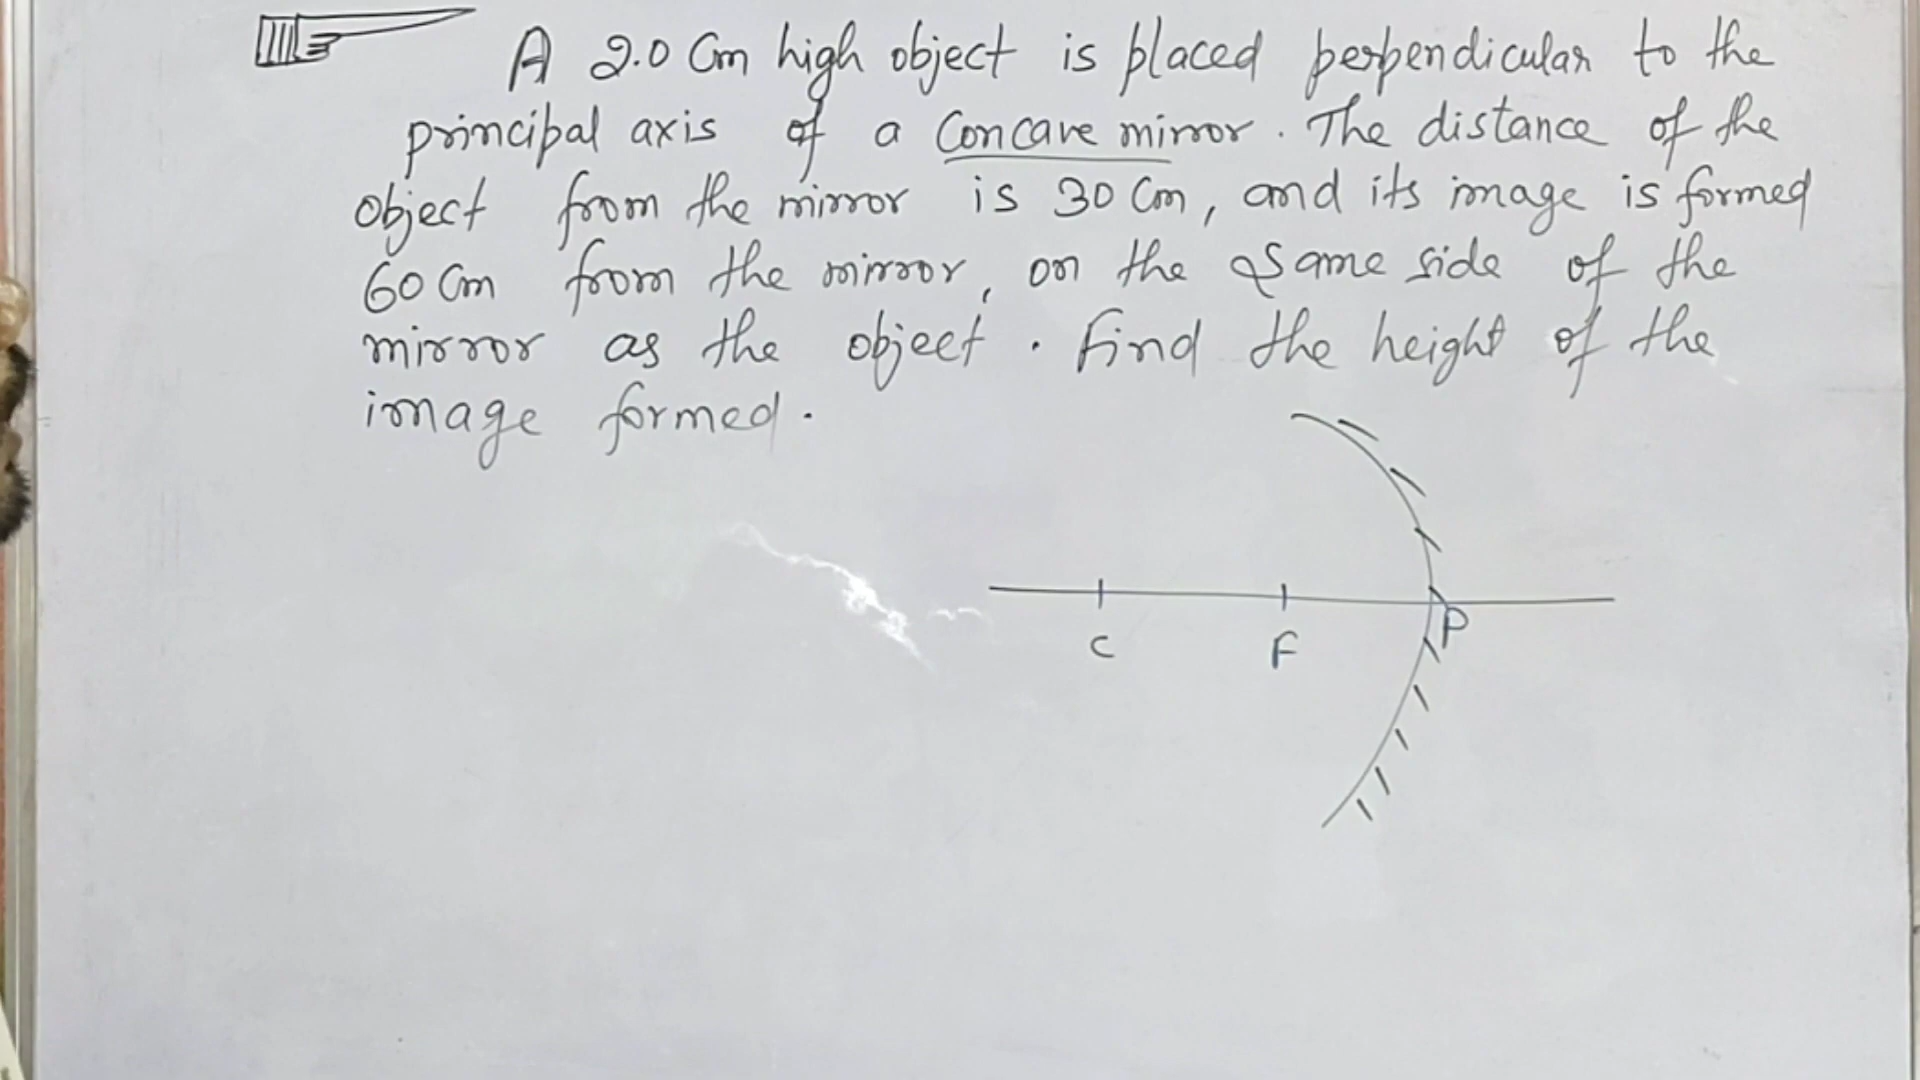 A 2.0 Cm high object is placed perpendicular to the
principal axis of a Concave mirror. The distance of the
object from the mirror is 30 Cm, and its image is formed
60 Cm from the mirror, on the same side of the
mirror as the object. Find the height of the
image formed.
C F P